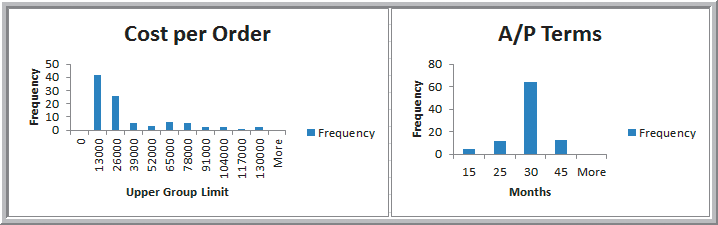 Cost per Order
Frequency
50
40
30
20
10
0
0
13000
26000
39000
52000
65000
78000
91000
104000
117000
130000
More
Upper Group Limit
Frequency
A/P Terms
Frequency
80
60
40
20
0
15
25
30
45
More
Months
Frequency